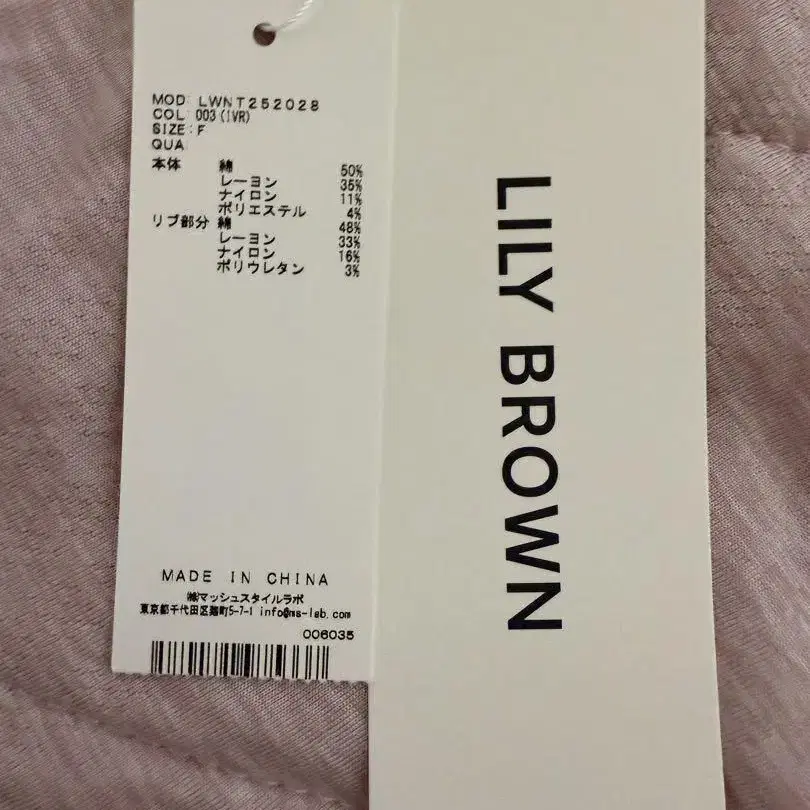 MOD LWNT252028
COL 003(IVR)
SIZE:F
QUA
本体 綿 50%
レーヨン 35%
ナイロン 11%
ポリエステル 4%
リブ部分 綿 48%
レーヨン 33%
ナイロン 16%
ポリウレタン 3%
MADE IN CHINA
㈱マッシュスタイルラボ
東京都千代田区麹町5-7-1 info@ms-lab.com
006035
LILY BROWN